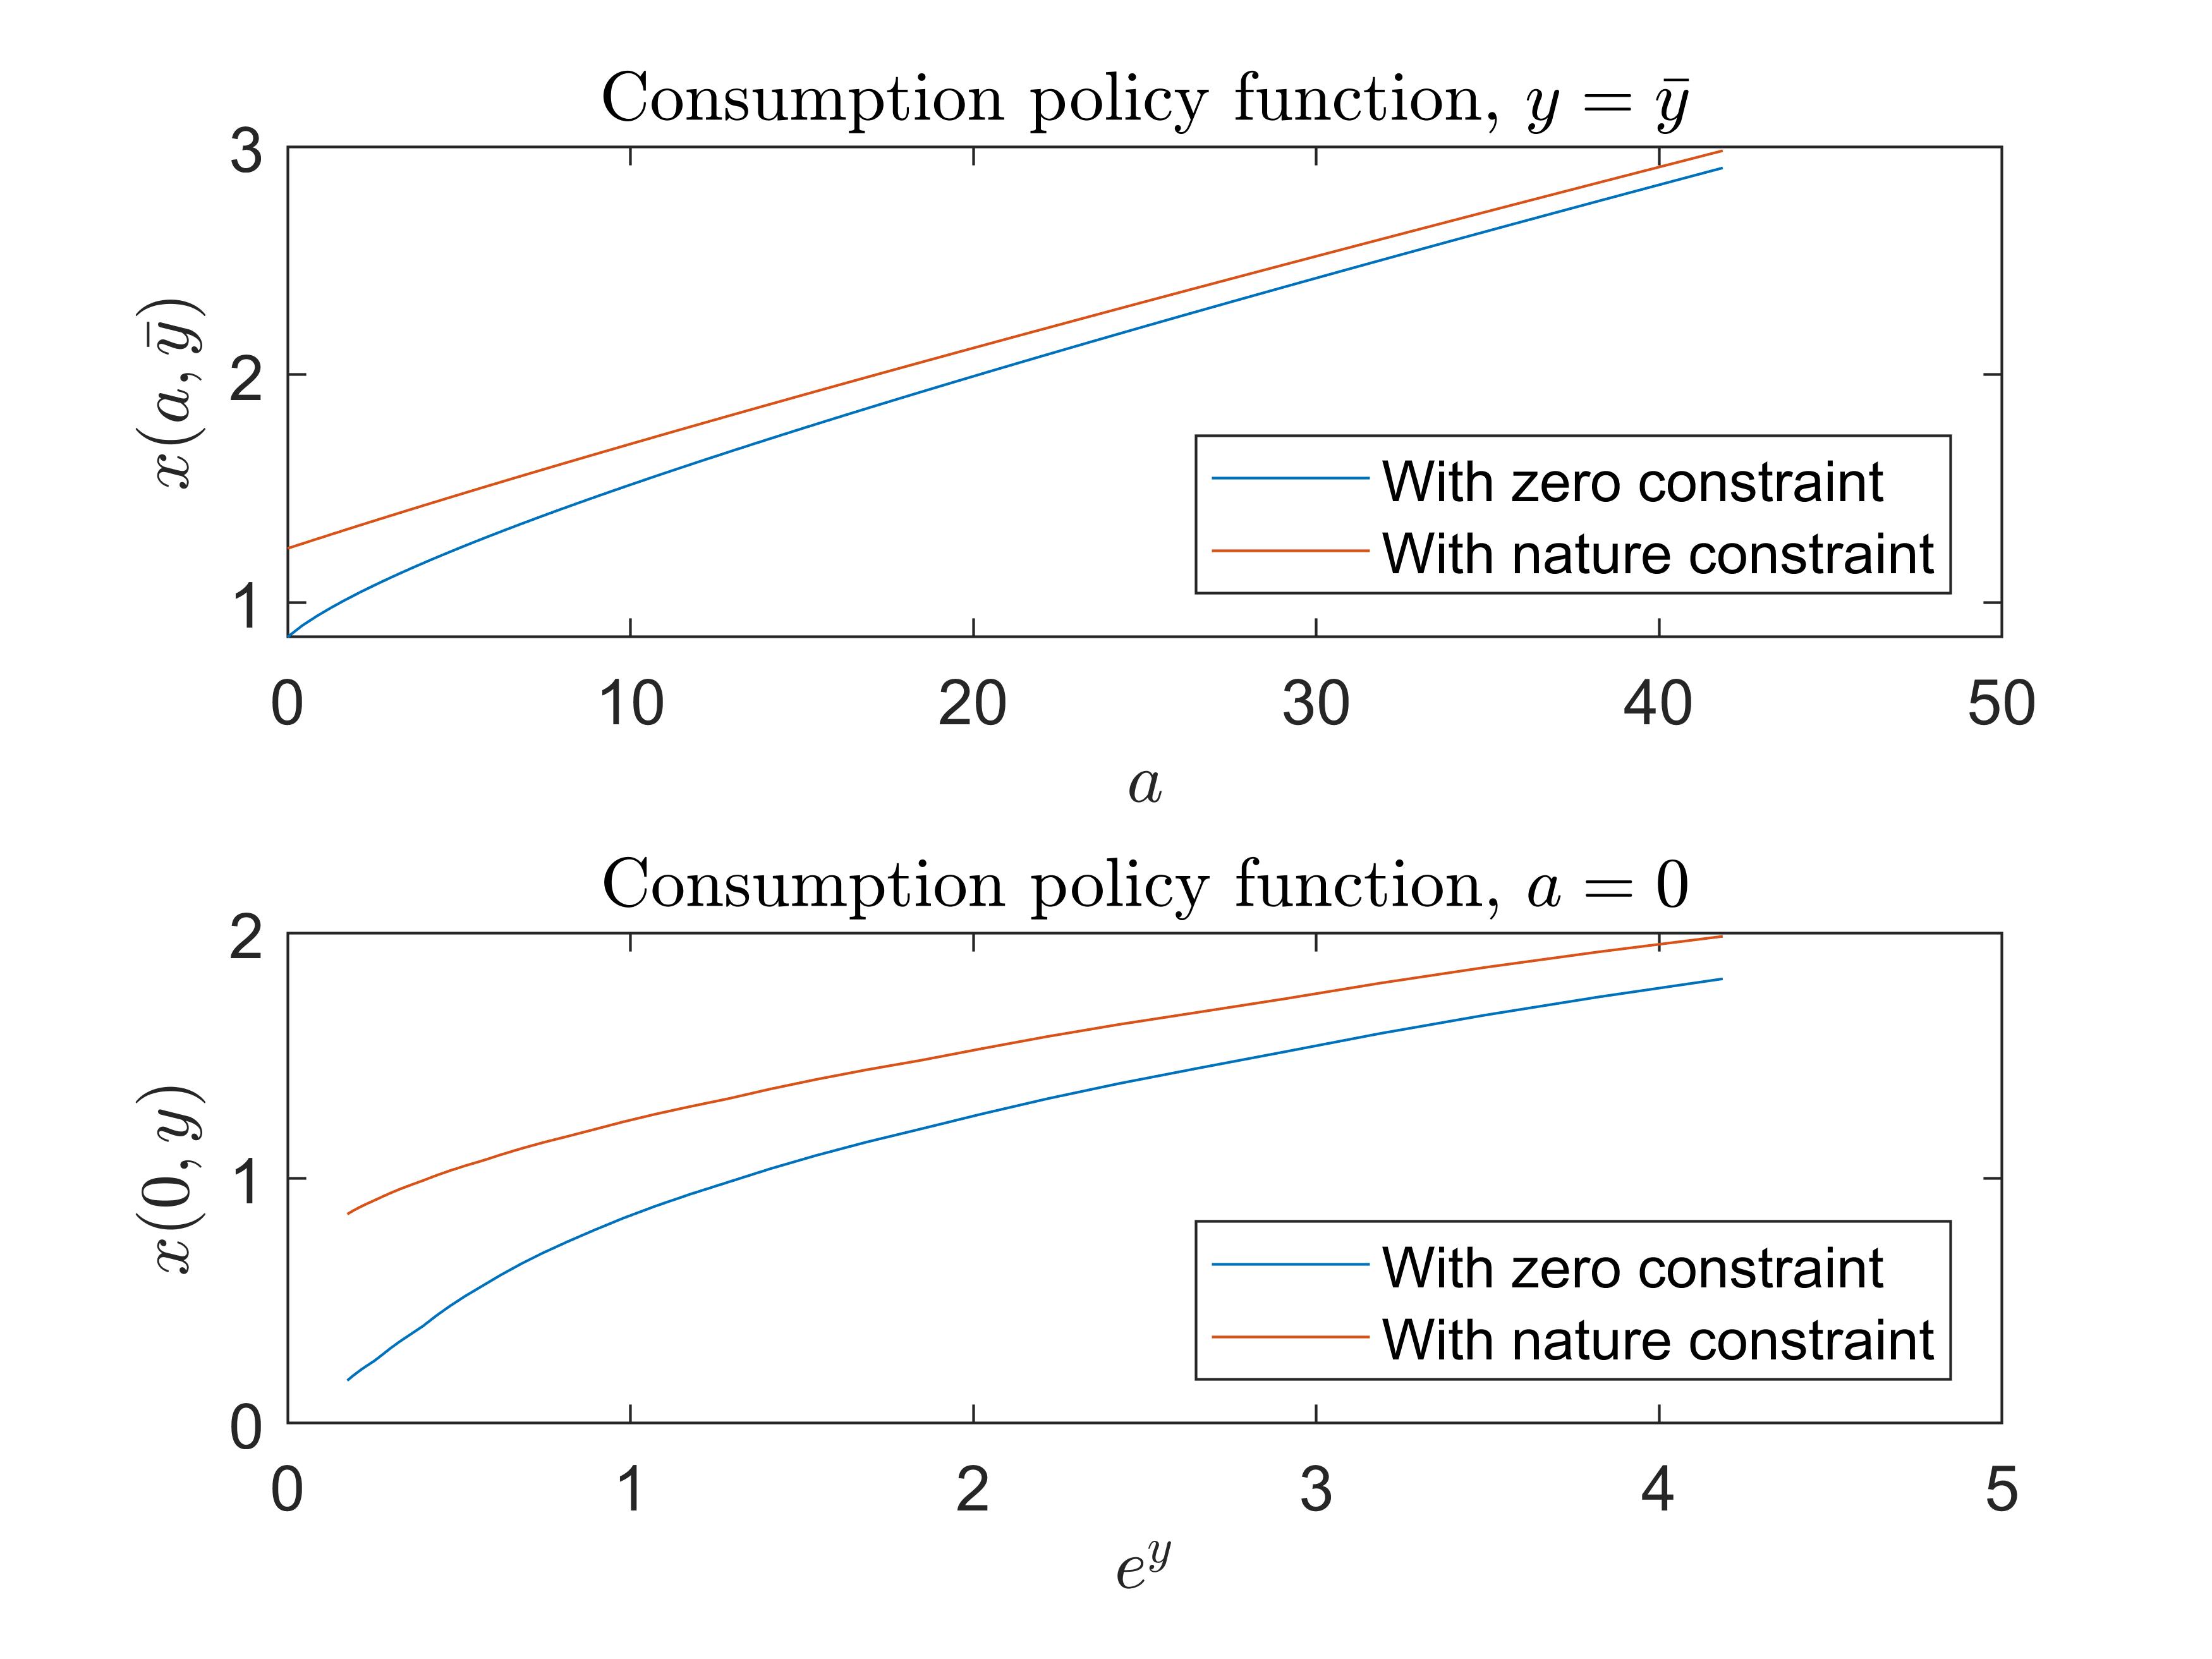 Consumption policy function, y = ȳ
3
2
1
x(a, ȳ)
With zero constraint
With nature constraint
0 10 20 30 40 50
a
Consumption policy function, a = 0
2
1
0
x(0, y)
With zero constraint
With nature constraint
0 1 2 3 4 5
e^y